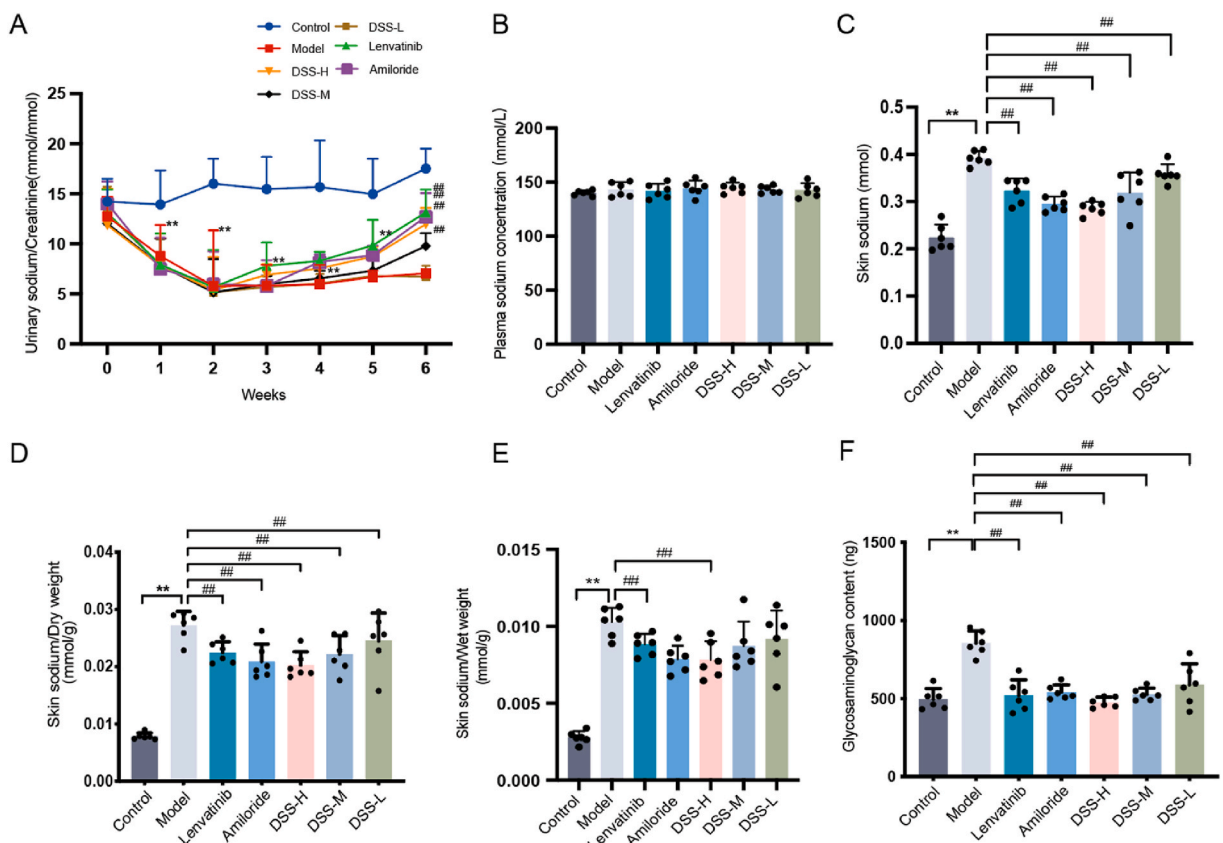 A
Control
Model
DSS-H
DSS-M
DSS-L
Lenvatinib
Amiloride
Urinary sodium/Creatinine(mmol/mmol)
25
20
15
10
5
0
**
**
**
**
**
##
##
##
##
0 1 2 3 4 5 6
Weeks
B
Plasma sodium concentration (mmol/L)
200
150
100
50
0
Control
Model
Lenvatinib
Amiloride
DSS-H
DSS-M
DSS-L
C
Skin sodium (mmol)
0.5
0.4
0.3
0.2
0.1
0.0
##
##
##
##
** ##
Control
Model
Lenvatinib
Amiloride
DSS-H
DSS-M
DSS-L
D
Skin sodium/Dry weight
(mmol/g)
0.04
0.03
0.02
0.01
0.00
##
##
##
##
** ##
Control
Model
Lenvatinib
Amiloride
DSS-H
DSS-M
DSS-L
E
Skin sodium/Wet weight
(mmol/g)
0.015
0.010
0.005
0.000
##
** ##
Control
Model
Lenvatinib
Amiloride
DSS-H
DSS-M
DSS-L
F
Glycosaminoglycan content (ng)
1500
1000
500
0
##
##
##
##
** ##
Control
Model
Lenvatinib
Amiloride
DSS-H
DSS-M
DSS-L